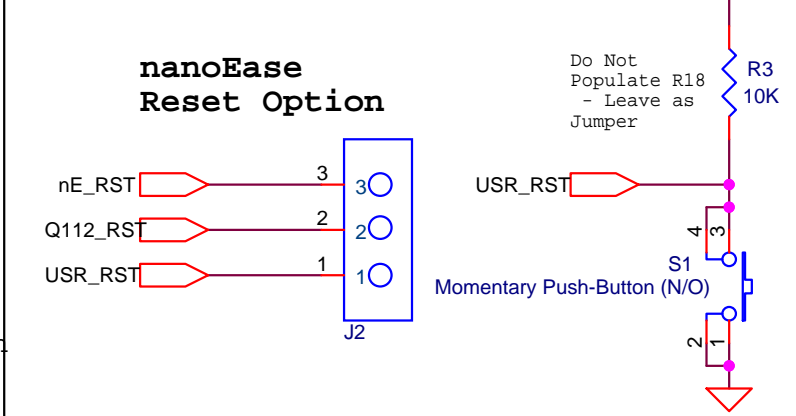 nanoEase
Reset Option
Do Not
Populate R18
- Leave as
Jumper
R3
10K
nE_RST
3
3
Q112_RST
2
2
USR_RST
1
1
J2
USR_RST
4
3
S1
Momentary Push-Button (N/O)
2
1